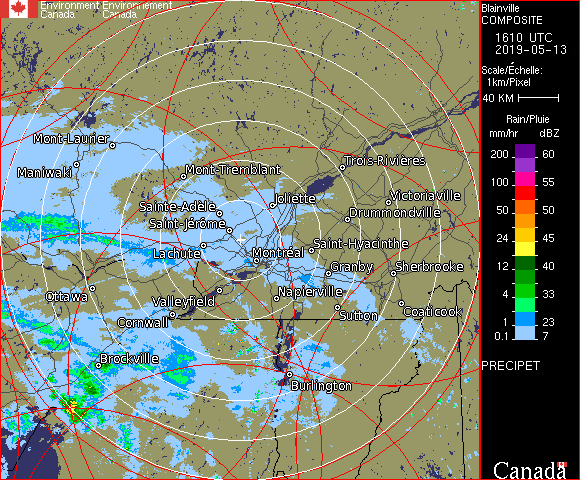 Environment Environnement
Canada Canada
Blainville
COMPOSITE
1610 UTC
2019-05-13
Scale/Échelle:
1km/Pixel
40 KM
Rain/Pluie
mm/hr dBZ
200 60
100 55
50 50
24 45
12 40
4 33
1 23
0.1 7
PRECIPET
Canada
Mont-Laurier
Maniwaki
Mont-Tremblant
Trois-Rivières
Joliette
Victoriaville
Sainte-Adèle
Drummondville
Saint-Jérôme
Lachute
Montréal
Saint-Hyacinthe
Granby
Sherbrooke
Ottawa
Valleyfield
Napierville
Cornwall
Sutton
Coaticook
Brockville
Burlington